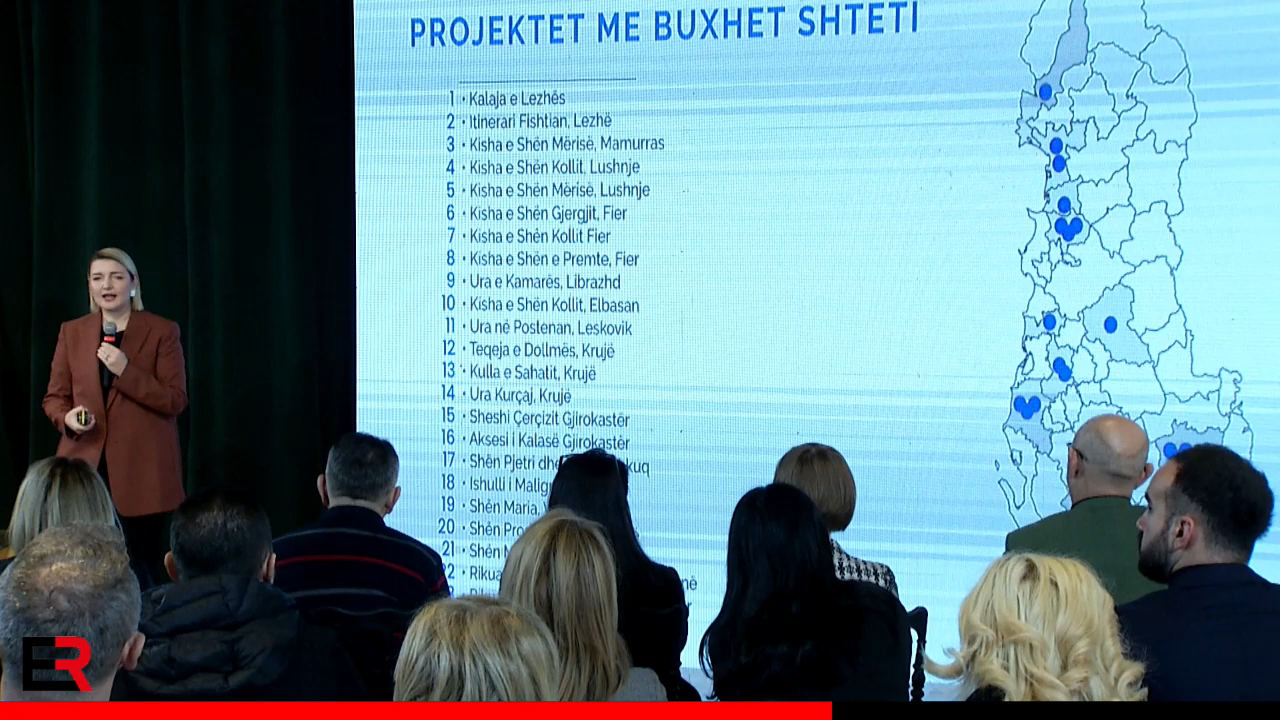 PROJEKTET ME BUXHET SHTETI
1 • Kalaja e Lezhës
2 • Itinerari Fishtian, Lezhë
3 • Kisha e Shën Mërisë, Mamurras
4 • Kisha e Shën Kollit, Lushnje
5 • Kisha e Shën Mërisë, Lushnje
6 • Kisha e Shën Gjergjit, Fier
7 • Kisha e Shën Kollit Fier
8 • Kisha e Shën e Premte, Fier
9 • Ura e Kamarës, Librazhd
10 • Kisha e Shën Kollit, Elbasan
11 • Ura në Postenan, Leskovik
12 • Teqeja e Dollmës, Krujë
13 • Kulla e Sahatit, Krujë
14 • Ura Kurçaj, Krujë
15 • Sheshi Çerçizit Gjirokastër
16 • Aksesi i Kalasë Gjirokastër
17 • Shën Pjetri dhe
18 • Ishulli i
19 • Shën Maria,
20 • Shën
21 • Shën
22
ER